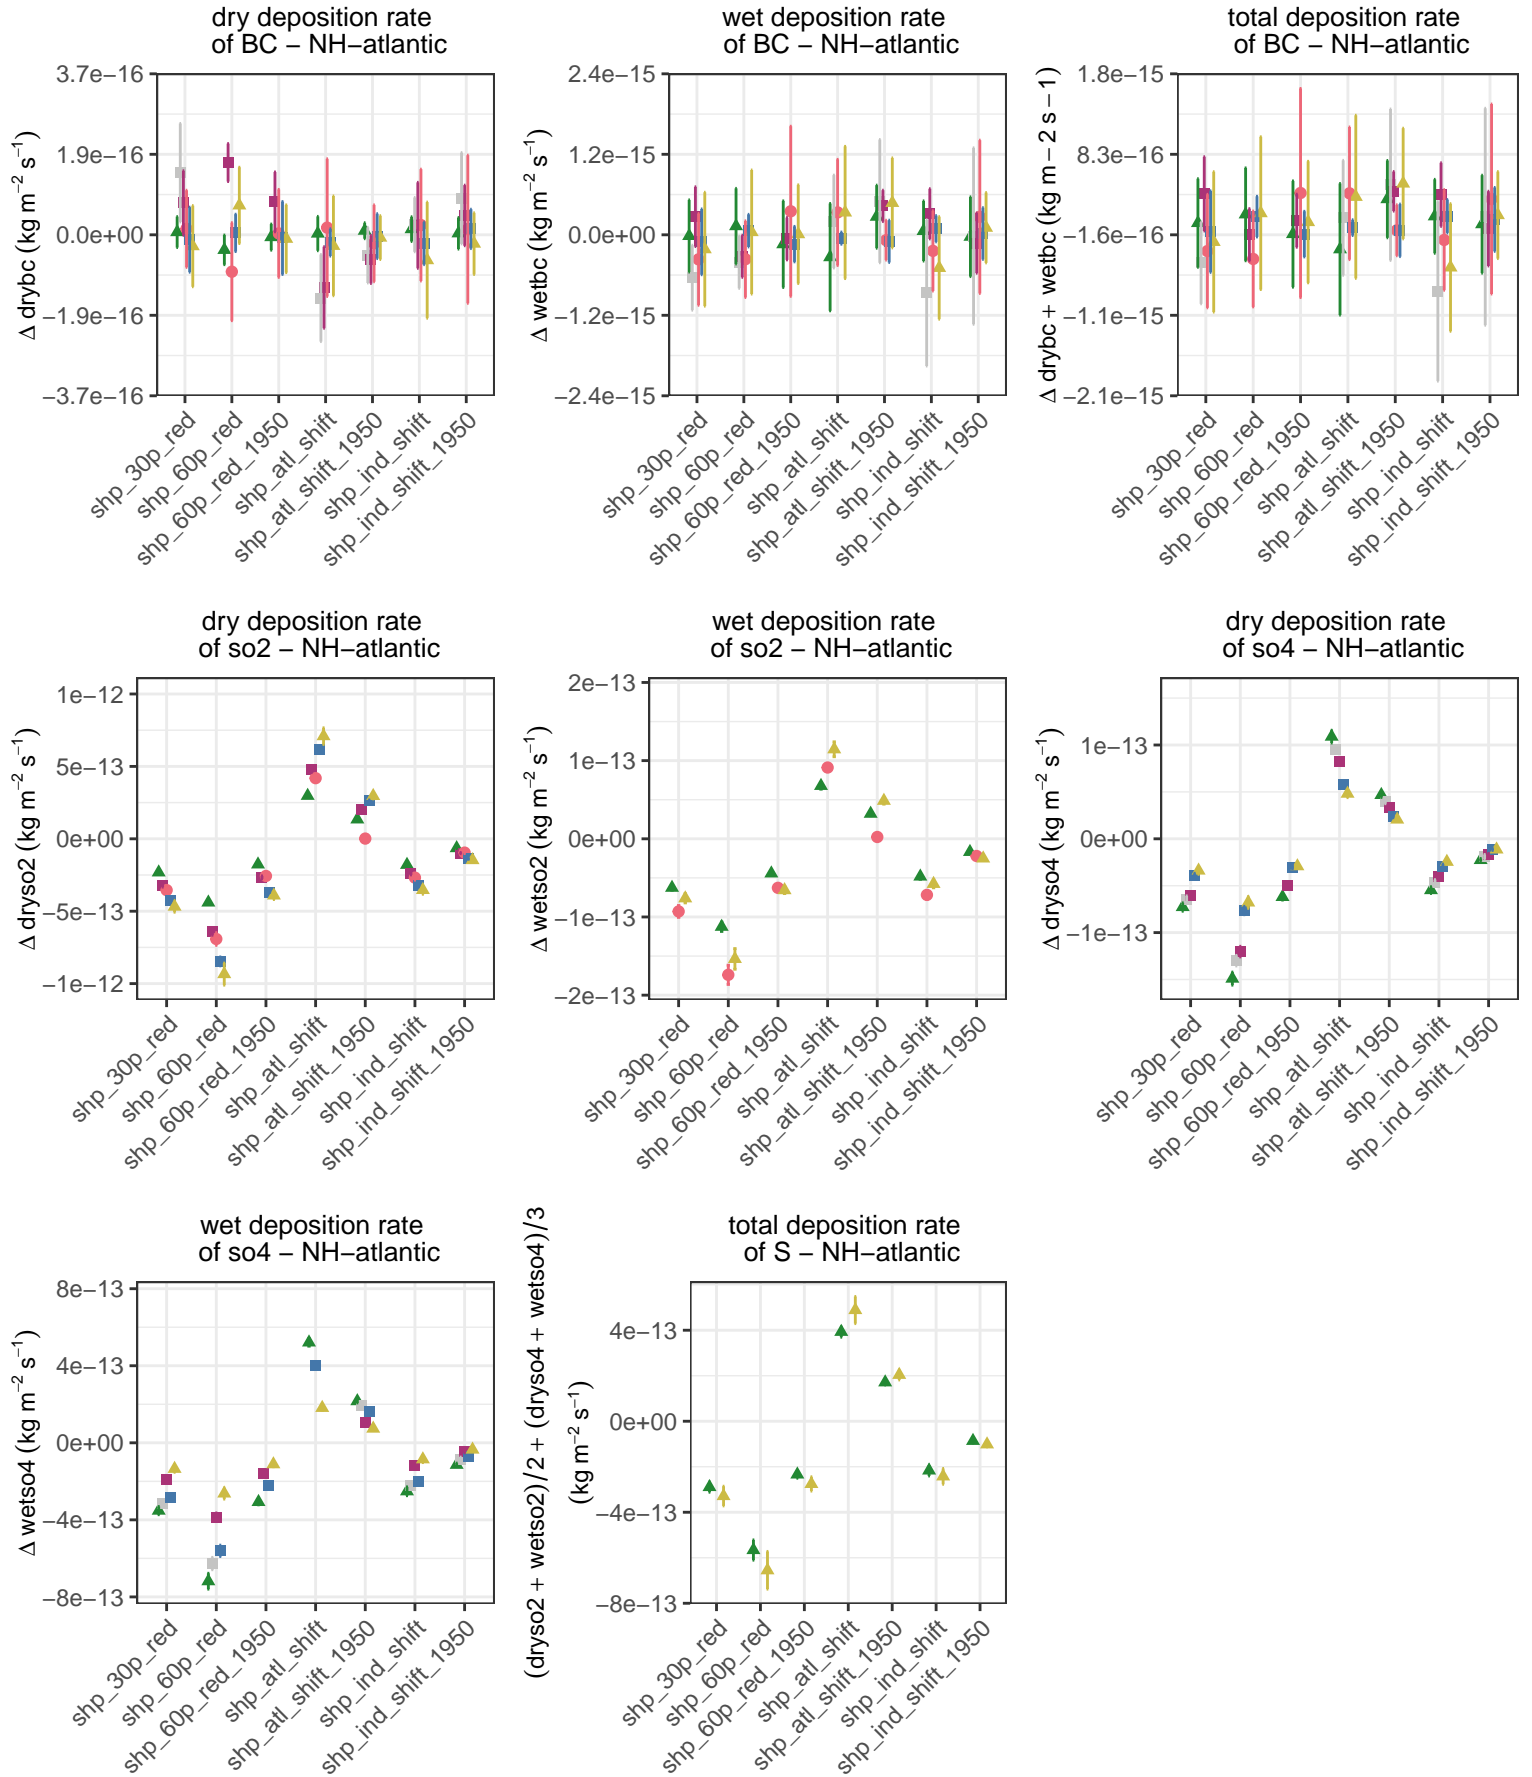 dry deposition rate
of BC − NH−atlantic
Δ drybc (kg m⁻² s⁻¹)
3.7e−16
1.9e−16
0.0e+00
−1.9e−16
−3.7e−16
shp_30p_red
shp_60p_red
shp_60p_red_1950
shp_atl_shift
shp_atl_shift_1950
shp_ind_shift
shp_ind_shift_1950
wet deposition rate
of BC − NH−atlantic
Δ wetbc (kg m⁻² s⁻¹)
2.4e−15
1.2e−15
0.0e+00
−1.2e−15
−2.4e−15
shp_30p_red
shp_60p_red
shp_60p_red_1950
shp_atl_shift
shp_atl_shift_1950
shp_ind_shift
shp_ind_shift_1950
total deposition rate
of BC − NH−atlantic
Δ drybc + wetbc (kg m − 2 s − 1)
1.8e−15
8.3e−16
−1.6e−16
−1.1e−15
−2.1e−15
shp_30p_red
shp_60p_red
shp_60p_red_1950
shp_atl_shift
shp_atl_shift_1950
shp_ind_shift
shp_ind_shift_1950
dry deposition rate
of so2 − NH−atlantic
Δ dryso2 (kg m⁻² s⁻¹)
1e−12
5e−13
0e+00
−5e−13
−1e−12
shp_30p_red
shp_60p_red
shp_60p_red_1950
shp_atl_shift
shp_atl_shift_1950
shp_ind_shift
shp_ind_shift_1950
wet deposition rate
of so2 − NH−atlantic
Δ wetso2 (kg m⁻² s⁻¹)
2e−13
1e−13
0e+00
−1e−13
−2e−13
shp_30p_red
shp_60p_red
shp_60p_red_1950
shp_atl_shift
shp_atl_shift_1950
shp_ind_shift
shp_ind_shift_1950
dry deposition rate
of so4 − NH−atlantic
Δ dryso4 (kg m⁻² s⁻¹)
1e−13
0e+00
−1e−13
shp_30p_red
shp_60p_red
shp_60p_red_1950
shp_atl_shift
shp_atl_shift_1950
shp_ind_shift
shp_ind_shift_1950
wet deposition rate
of so4 − NH−atlantic
Δ wetso4 (kg m⁻² s⁻¹)
8e−13
4e−13
0e+00
−4e−13
−8e−13
shp_30p_red
shp_60p_red
shp_60p_red_1950
shp_atl_shift
shp_atl_shift_1950
shp_ind_shift
shp_ind_shift_1950
total deposition rate
of S − NH−atlantic
(dryso2 + wetso2)/2 + (dryso4 + wetso4)/3
(kg m⁻² s⁻¹)
4e−13
0e+00
−4e−13
−8e−13
shp_30p_red
shp_60p_red
shp_60p_red_1950
shp_atl_shift
shp_atl_shift_1950
shp_ind_shift
shp_ind_shift_1950